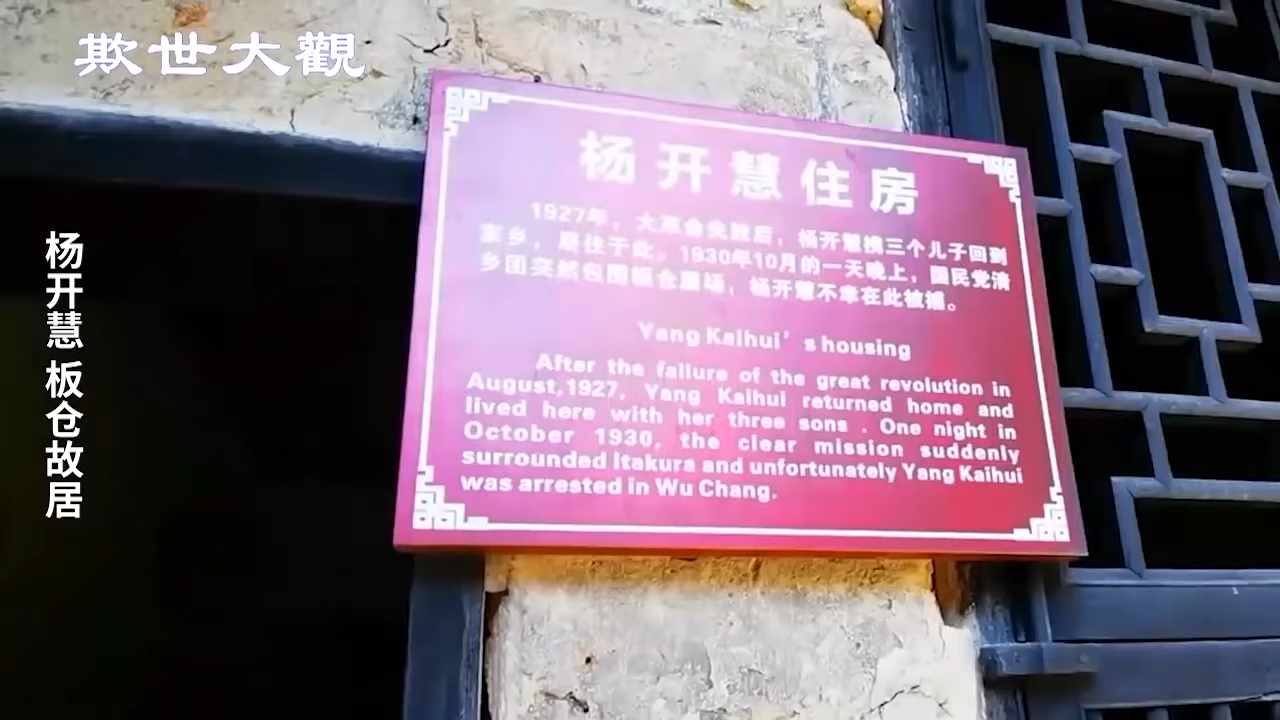 欺世大觀
杨开慧 板仓故居
杨开慧住房
1927年，大革命失败后，杨开慧携三个儿子回到
家乡，居住于此。1930年10月的一天晚上，国民党清
乡团突然包围板仓屋场，杨开慧不幸在此被捕。
Yang Kaihui’s housing
After the failure of the great revolution in
August,1927, Yang Kaihui returned home and
lived here with her three sons . One night in
October 1930, the clear mission suddenly
surrounded Itakura and unfortunately Yang Kaihui
was arrested in Wu Chang.